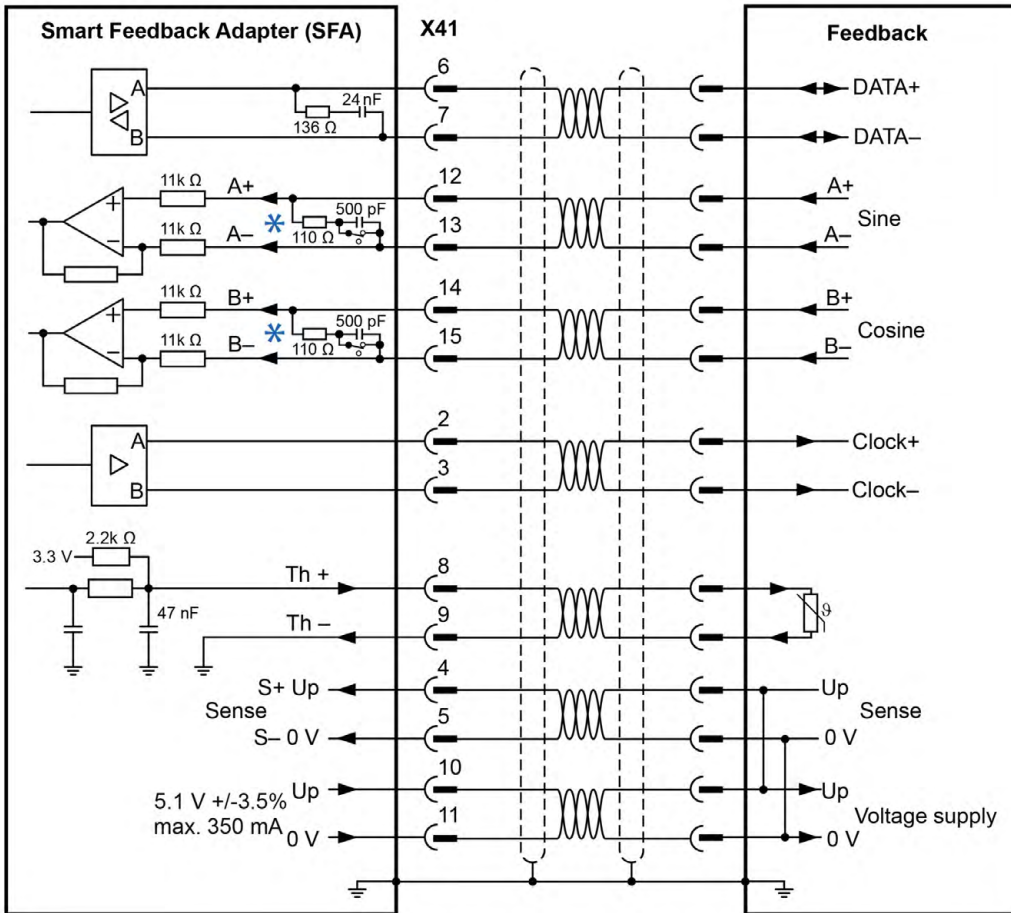 Smart Feedback Adapter (SFA) X41 Feedback
A 6 DATA+
136 Ω 24 nF
B 7 DATA–
11k Ω A+ 12 A+
+ 500 pF Sine
– 11k Ω A– * 110 Ω 13 A–
11k Ω B+ 14 B+
+ 500 pF Cosine
– 11k Ω B– * 110 Ω 15 B–
A 2 Clock+
B 3 Clock–
2.2k Ω
3.3 V
Th + 8
47 nF ϑ
Th – 9
S+ Up 4 Up
Sense Sense
S– 0 V 5 0 V
Up 10 Up
5.1 V +/-3.5%
max. 350 mA Voltage supply
0 V 11 0 V